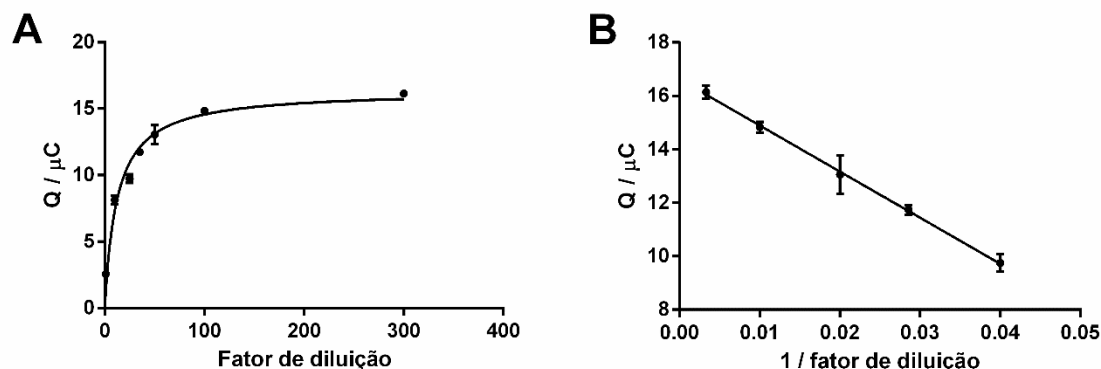 A
Q / µC
20
15
10
5
0
0 100 200 300 400
Fator de diluição
B
Q / µC
18
16
14
12
10
8
0.00 0.01 0.02 0.03 0.04 0.05
1 / fator de diluição